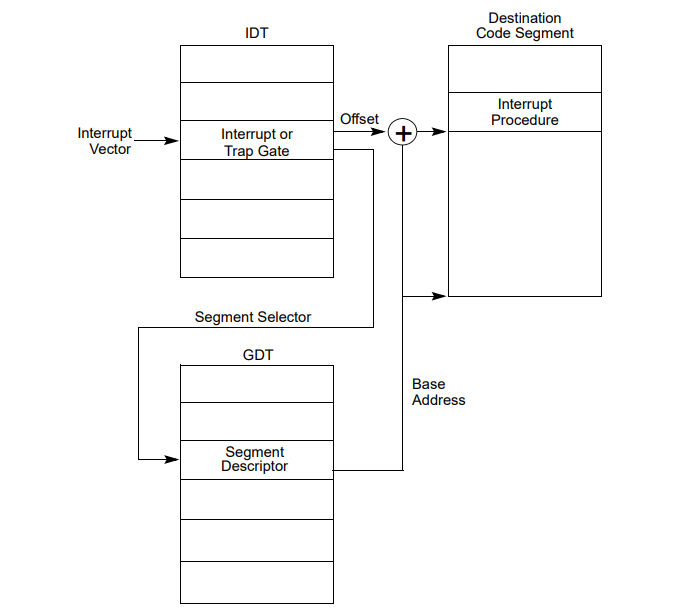 IDT
Destination
Code Segment
Interrupt
Vector
Interrupt or
Trap Gate
Offset
+
Interrupt
Procedure
Segment Selector
GDT
Segment
Descriptor
Base
Address